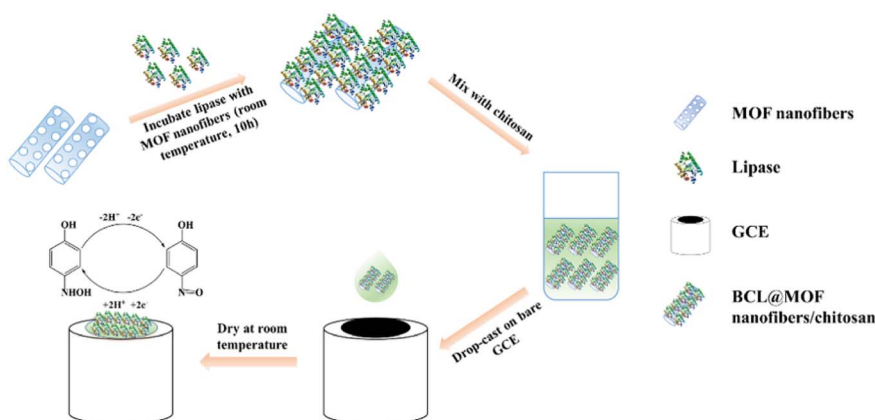 Incubate lipase with
MOF nanofibers (room
temperature, 10h)
Mix with chitosan
MOF nanofibers
Lipase
GCE
BCL@MOF
nanofibers/chitosan
OH
-2H⁺ -2e⁻
OH
NHOH
N=O
+2H⁺ +2e⁻
Dry at room
temperature
Drop-cast on bare
GCE